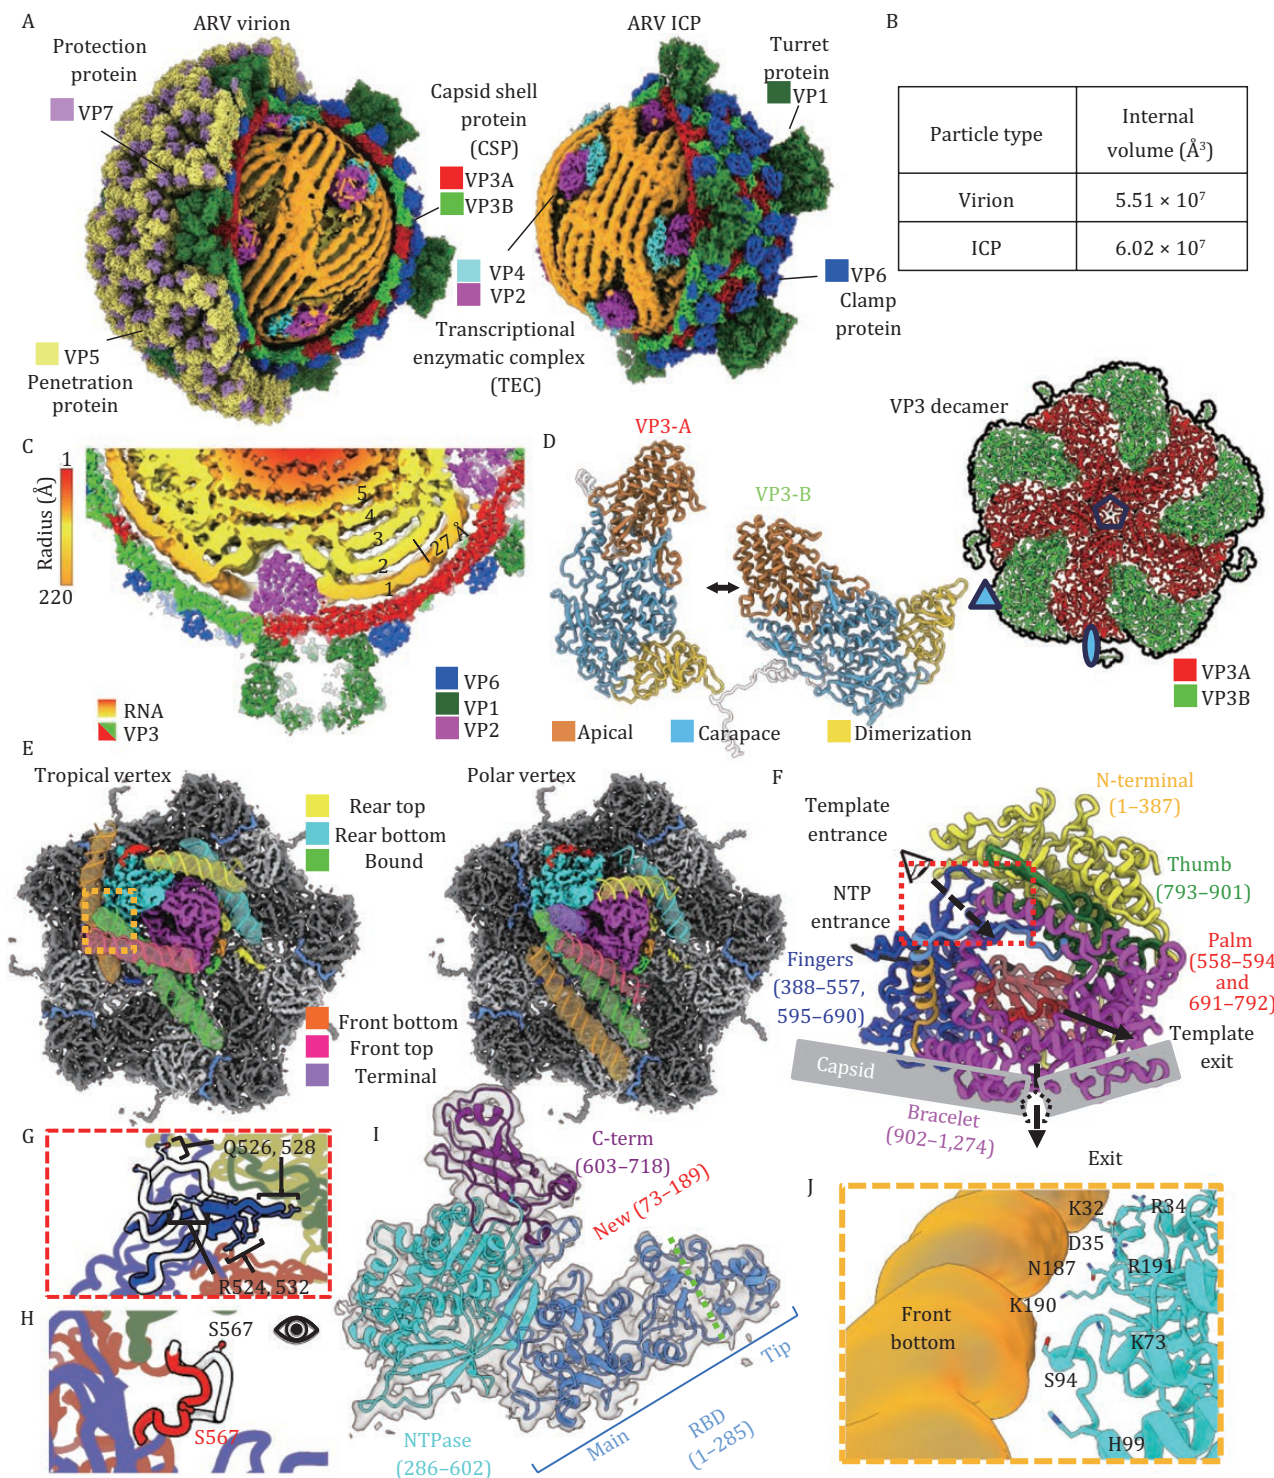 A
ARV virion
Protection
protein
VP7
VP5
Penetration
protein
Capsid shell
protein
(CSP)
VP3A
VP3B
VP4
VP2
Transcriptional
enzymatic complex
(TEC)
ARV ICP
Turret
protein
VP1
VP6
Clamp
protein
B
Particle type
Internal
volume (Å³)
Virion
5.51 × 10⁷
ICP
6.02 × 10⁷
C
1
Radius (Å)
220
5
4
3
2
1
27 Å
RNA
VP3
VP6
VP1
VP2
D
VP3-A
VP3-B
Apical
Carapace
Dimerization
VP3 decamer
VP3A
VP3B
E
Tropical vertex
Polar vertex
Rear top
Rear bottom
Bound
Front bottom
Front top
Terminal
F
Template
entrance
NTP
entrance
N-terminal
(1–387)
Thumb
(793–901)
Palm
(558–594
and
691–792)
Fingers
(388–557,
595–690)
Template
exit
Capsid
Bracelet
(902–1,274)
Exit
G
Q526, 528
R524, 532
H
S567
S567
I
C-term
(603–718)
New (73–189)
Tip
Main
RBD
(1–285)
NTPase
(286–602)
J
K32
R34
D35
N187
R191
K190
Front
bottom
K73
S94
H99